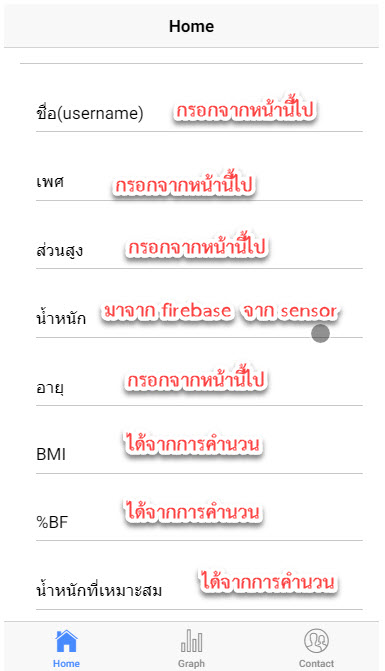 Home
ชื่อ(username) กรอกจากหน้านี้ไป
เพศ กรอกจากหน้านี้ไป
ส่วนสูง กรอกจากหน้านี้ไป
น้ำหนัก มาจาก firebase จาก sensor
อายุ กรอกจากหน้านี้ไป
BMI ได้จากการคำนวน
%BF ได้จากการคำนวน
น้ำหนักที่เหมาะสม ได้จากการคำนวน
Home Graph Contact